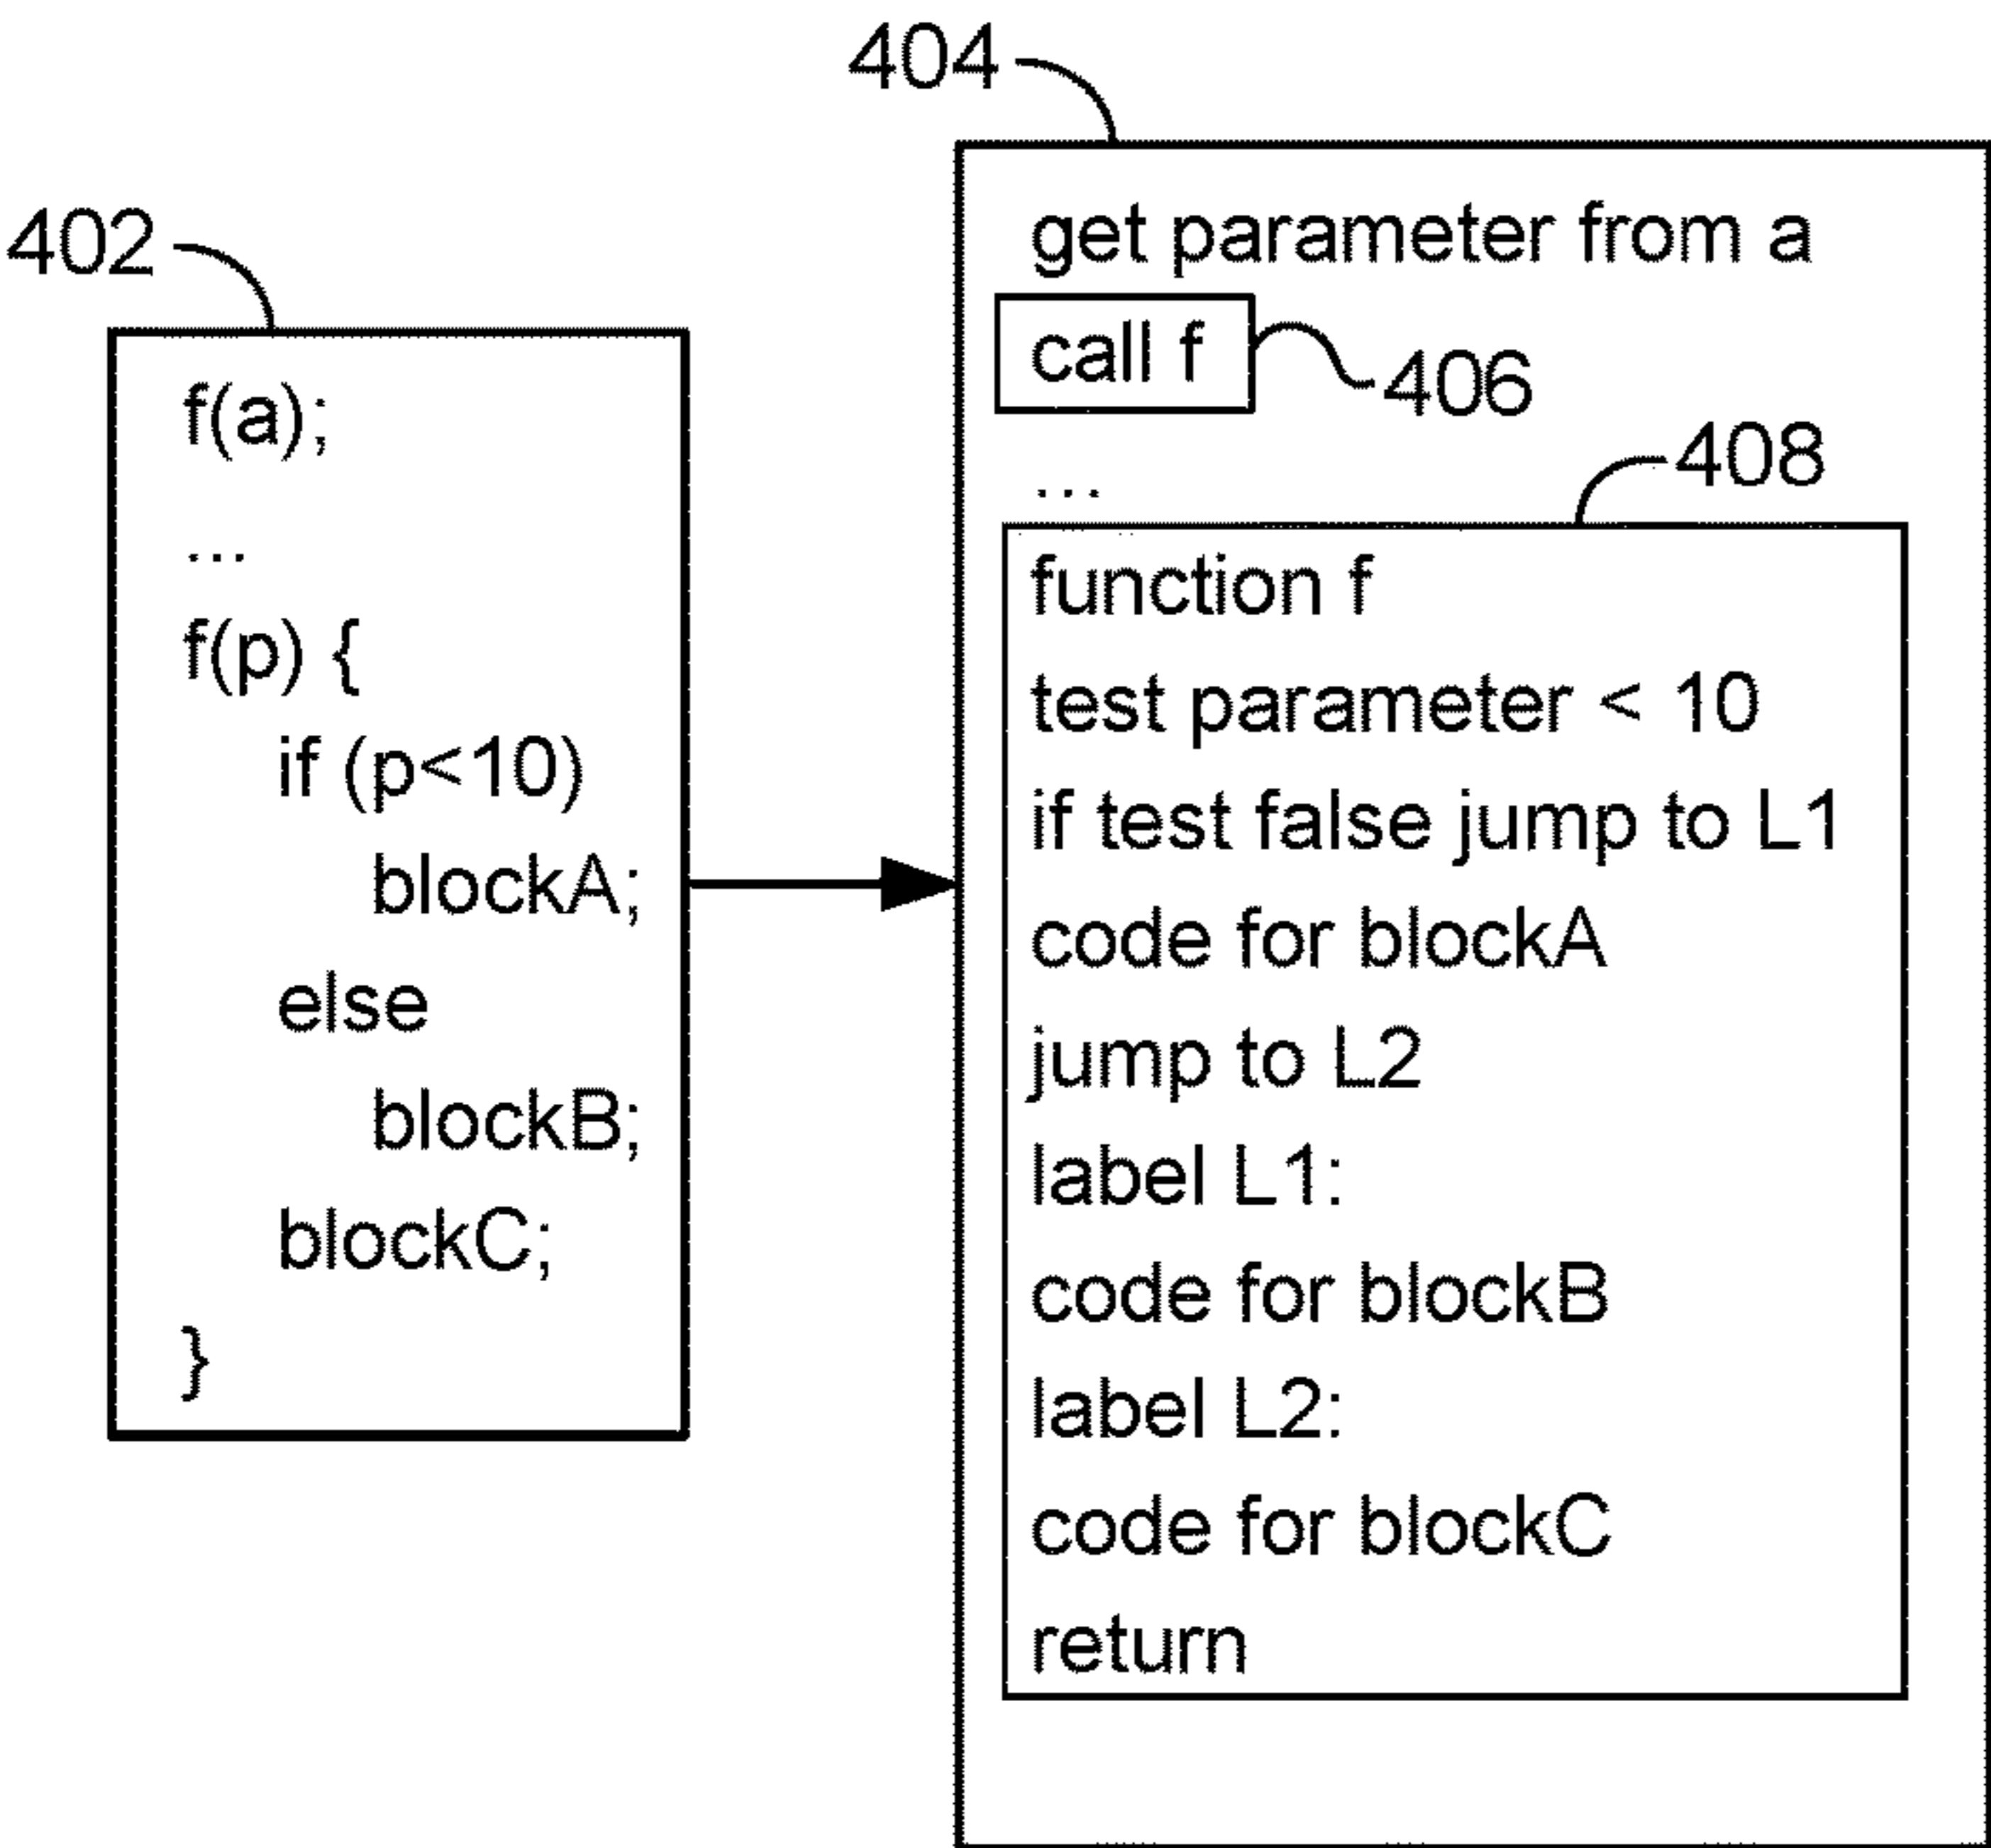 402
f(a);
...
f(p) {
if (p<10)
blockA;
else
blockB;
blockC;
}
404
get parameter from a
call f
406
...
408
function f
test parameter < 10
if test false jump to L1
code for blockA
jump to L2
label L1:
code for blockB
label L2:
code for blockC
return